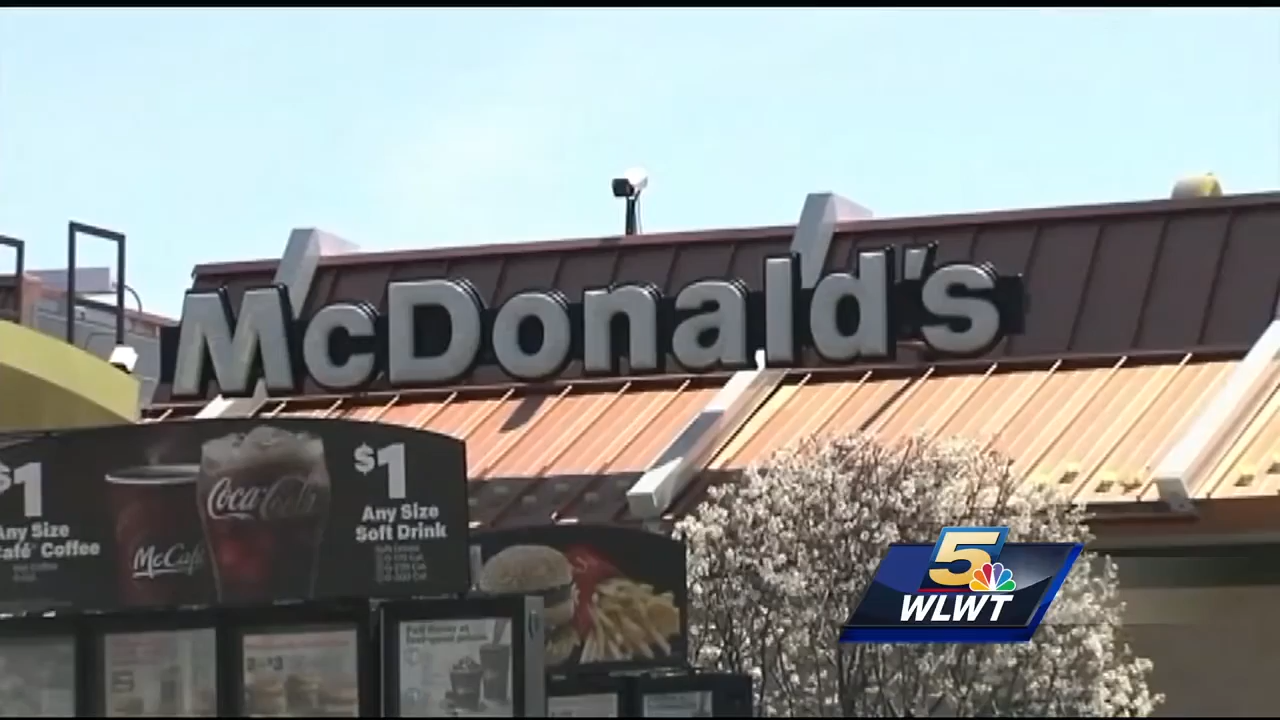 McDonald's
$1
Any Size
Café® Coffee
McCafé
Coca-Cola
$1
Any Size
Soft Drink
5
WLWT